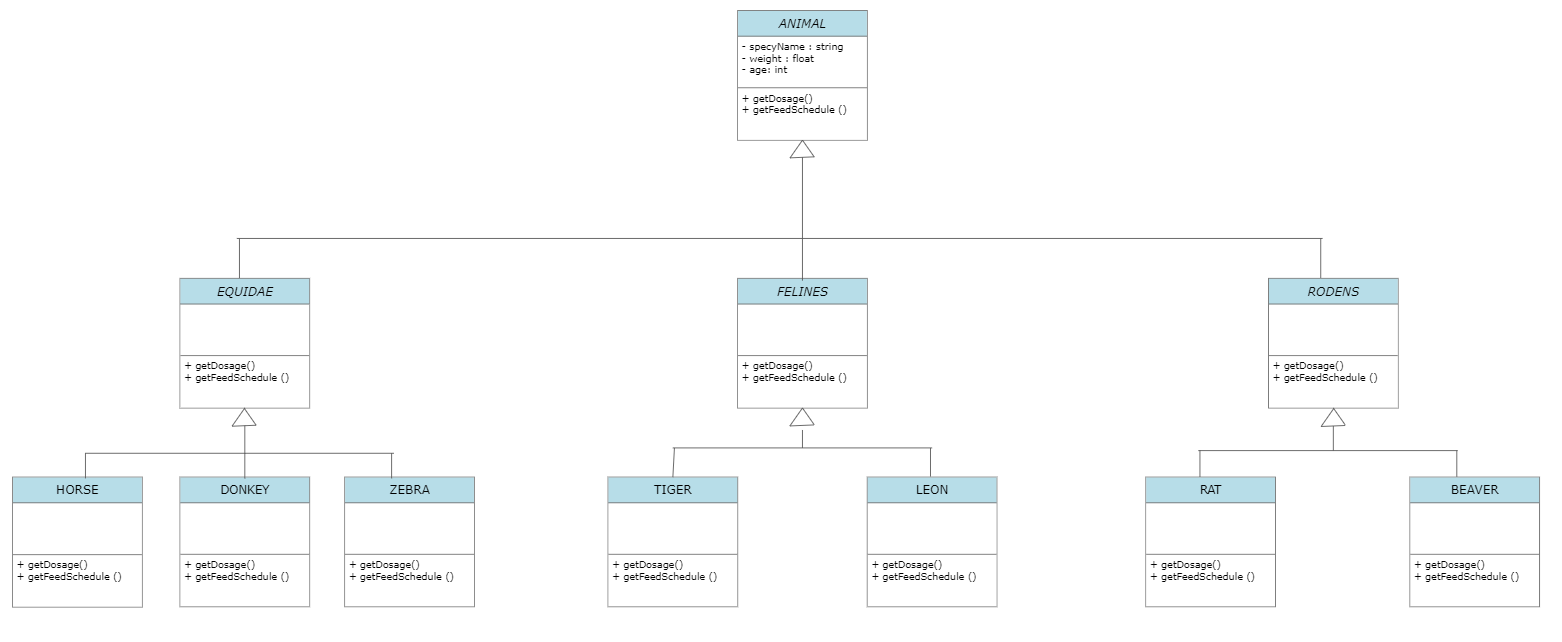 ANIMAL
- specyName : string
- weight : float
- age: int
+ getDosage()
+ getFeedSchedule ()
EQUIDAE
+ getDosage()
+ getFeedSchedule ()
FELINES
+ getDosage()
+ getFeedSchedule ()
RODENS
+ getDosage()
+ getFeedSchedule ()
HORSE
+ getDosage()
+ getFeedSchedule ()
DONKEY
+ getDosage()
+ getFeedSchedule ()
ZEBRA
+ getDosage()
+ getFeedSchedule ()
TIGER
+ getDosage()
+ getFeedSchedule ()
LEON
+ getDosage()
+ getFeedSchedule ()
RAT
+ getDosage()
+ getFeedSchedule ()
BEAVER
+ getDosage()
+ getFeedSchedule ()